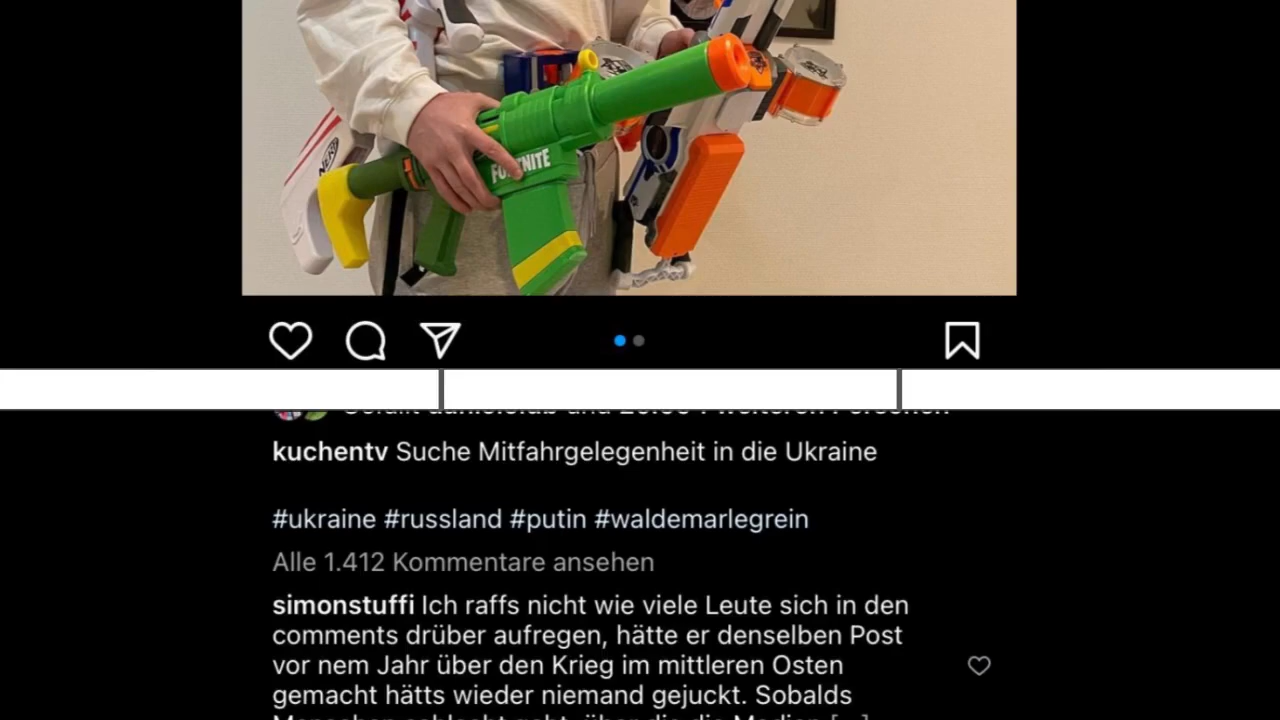 NERF
FORTNITE
kuchentv Suche Mitfahrgelegenheit in die Ukraine
#ukraine #russland #putin #waldemarlegrein
Alle 1.412 Kommentare ansehen
simonstuffi Ich raffs nicht wie viele Leute sich in den
comments drüber aufregen, hätte er denselben Post
vor nem Jahr über den Krieg im mittleren Osten
gemacht hätts wieder niemand gejuckt. Sobalds